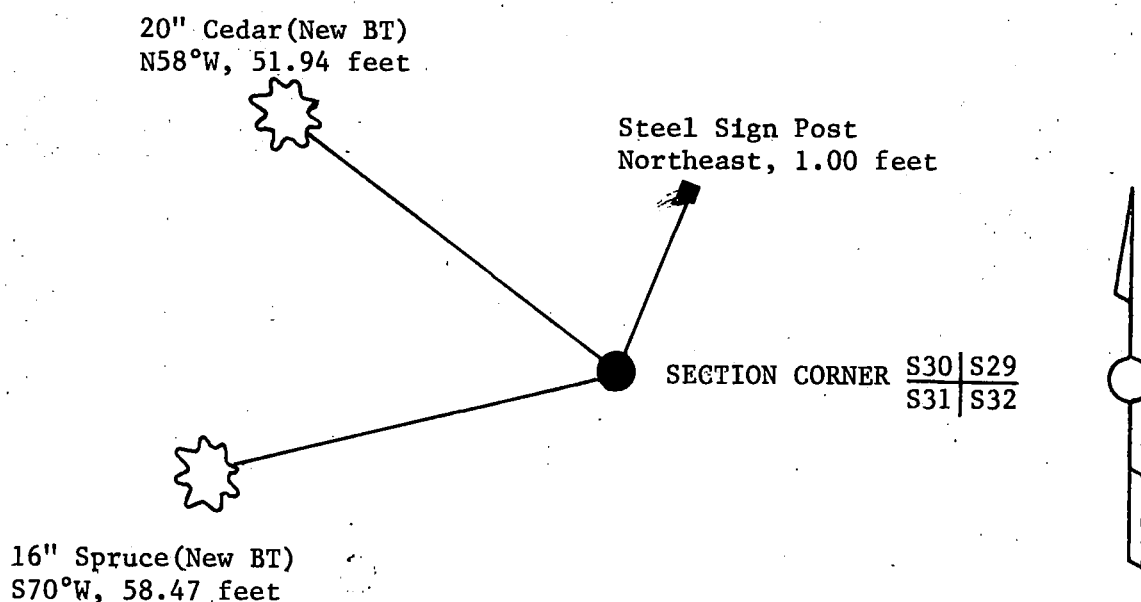 20" Cedar(New BT)
N58°W, 51.94 feet
Steel Sign Post
Northeast, 1.00 feet
SECTION CORNER S30|S29
S31|S32
16" Spruce(New BT)
S70°W, 58.47 feet